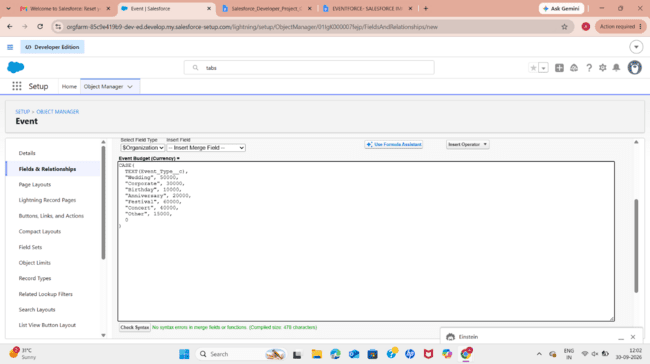 Welcome to Salesforce: Reset y
Event | Salesforce
Salesforce_Developer_Project_
EVENTFORCE- SALESFORCE IN
Ask Gemini
orgfarm-85c9e419b9-dev-ed.develop.my.salesforce-setup.com/lightning/setup/ObjectManager/01IgK000007fejp/FieldsAndRelationships/new
Action required
Developer Edition
tabs
Setup
Home
Object Manager
SETUP > OBJECT MANAGER
Event
Details
Fields & Relationships
Page Layouts
Lightning Record Pages
Buttons, Links, and Actions
Compact Layouts
Field Sets
Object Limits
Record Types
Related Lookup Filters
Search Layouts
List View Button Layout
Select Field Type Insert Field
$Organization -- Insert Merge Field --
Use Formula Assistant
Insert Operator
Event Budget (Currency) =
CASE(
TEXT(Event_Type__c),
"Wedding", 50000,
"Corporate", 30000,
"Birthday", 10000,
"Anniversary", 20000,
"Festival", 40000,
"Concert", 60000,
"Other", 15000,
0
)
Check Syntax No syntax errors in merge fields or functions. (Compiled size: 479 characters)
Einstein
31°C
Sunny
Search
ENG
IN
12:02
30-09-2026